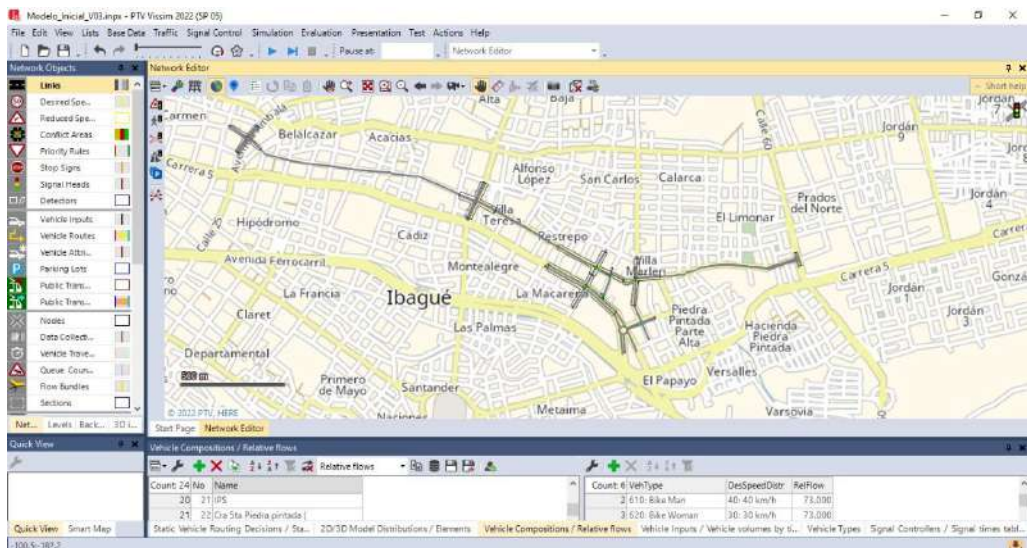 Modelo_Inicial_V03.inpx - PTV Vissim 2022 (SP 05)
File Edit View Lists Base Data Traffic Signal Control Simulation Evaluation Presentation Test Actions Help
Pause at: Network Editor
Network Objects
Links
Desired Spe...
Reduced Spe...
Conflict Areas
Priority Rules
Stop Signs
Signal Heads
Detectors
Vehicle Inputs
Vehicle Routes
Vehicle Attri...
Parking Lots
Public Trans...
Public Trans...
Nodes
Data Collecti...
Vehicle Trave...
Queue Coun...
Flow Bundles
Sections
Net... Levels Back... 3D i...
Network Editor
Short help
Belalcazar
Acacias
Alta
Baja
Calle 60
Jordán 7
Jordán 9
Carrera 5
Alfonso López
San Carlos
Calarca
Prados del Norte
Jordán 4
El Limonar
Hipódromo
Calle 25
Villa Teresa
Cadiz
Restrepo
Avenida Ferrocarril
Montealegre
Villa Marlen
Carrera 5
La Francia
Ibagué
La Macarena
Jordán 1
Jordán 3
Claret
Las Palmas
Piedra Pintada Parte Alta
Hacienda Piedra Pintada
Departamental
Versalles
El Papayo
Primero de Mayo
Santander
Metaima
Varsovia
500 m
© 2022 PTV, HERE
Start Page Network Editor
Quick View
Quick View Smart Map
Vehicle Compositions / Relative flows
Relative flows
Count: 24 No Name
20 21 IPS
21 22 Cra 5ta Piedra pintada (
Count: 6 VehType DesSpeedDistr RelFlow
2 610: Bike Man 40: 40 km/h 73,000
3 620: Bike Woman 30: 30 km/h 73,000
Static Vehicle Routing Decisions / Sta... 2D/3D Model Distributions / Elements Vehicle Compositions / Relative flows Vehicle Inputs / Vehicle volumes by ti... Vehicle Types Signal Controllers / Signal times tabl...